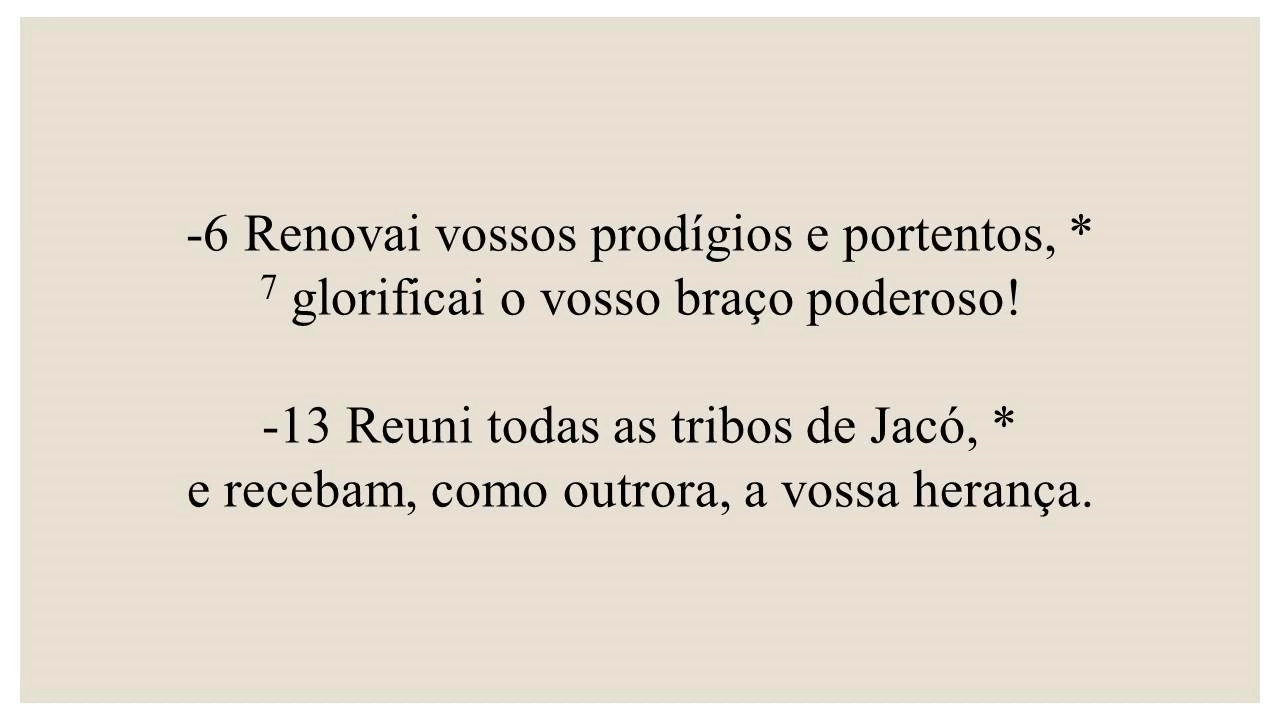 -6 Renovai vossos prodígios e portentos, *
7 glorificai o vosso braço poderoso!
-13 Reuni todas as tribos de Jacó, *
e recebam, como outrora, a vossa herança.